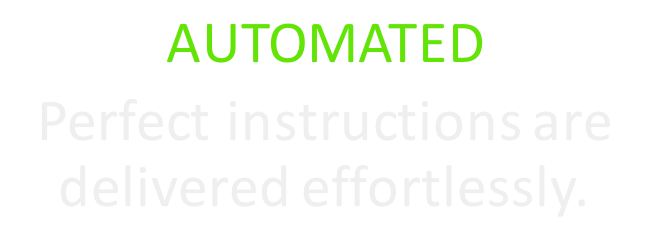 AUTOMATED
Perfect instructions are
delivered effortlessly.